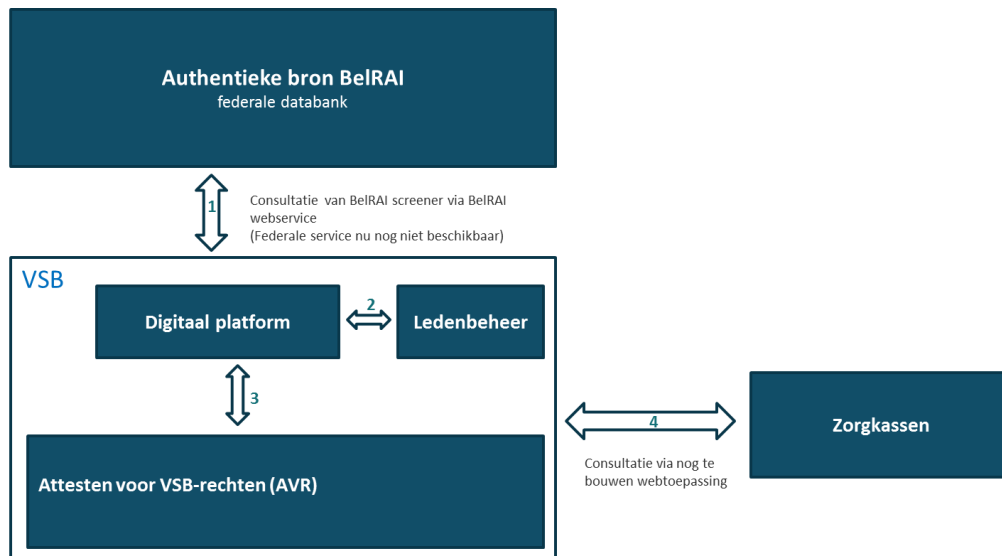 Authentieke bron BelRAI
federale databank
1
Consultatie van BelRAI screener via BelRAI
webservice
(Federale service nu nog niet beschikbaar)
VSB
Digitaal platform
2
Ledenbeheer
3
Attesten voor VSB-rechten (AVR)
4
Zorgkassen
Consultatie via nog te
bouwen webtoepassing